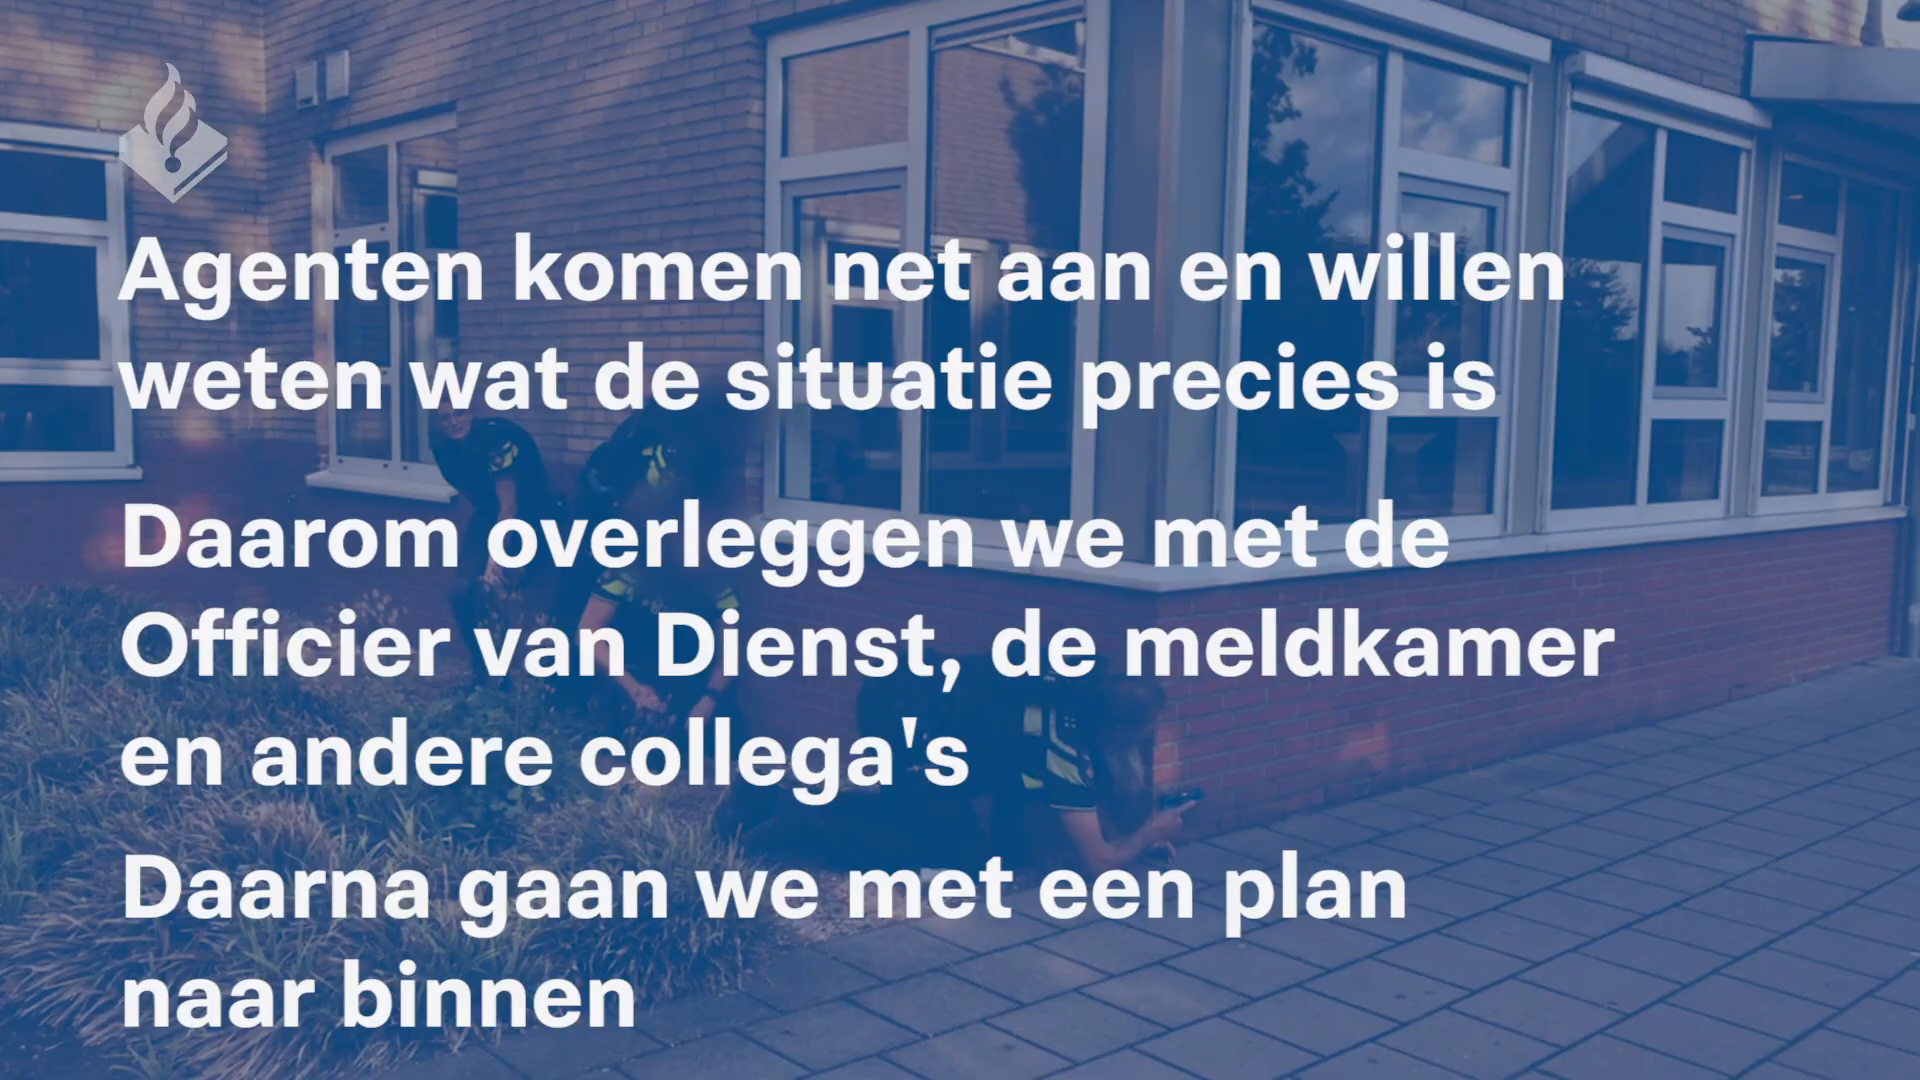 Agenten komen net aan en willen
weten wat de situatie precies is
Daarom overleggen we met de
Officier van Dienst, de meldkamer
en andere collega's
Daarna gaan we met een plan
naar binnen